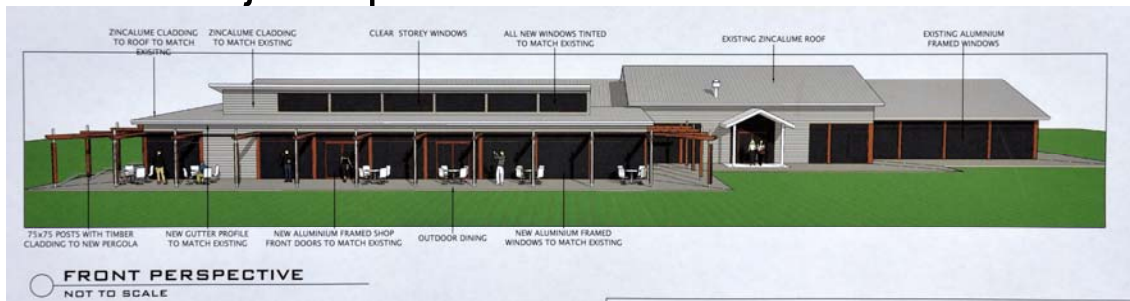 ZINCALUME CLADDING
TO ROOF TO MATCH
EXISITNG
ZINCALUME CLADDING
TO MATCH EXISTING
CLEAR STOREY WINDOWS
ALL NEW WINDOWS TINTED
TO MATCH EXISTING
EXISTING ZINCALUME ROOF
EXISTING ALUMINIUM
FRAMED WINDOWS
75x75 POSTS WITH TIMBER
CLADDING TO NEW PERGOLA
NEW GUTTER PROFILE
TO MATCH EXISTING
NEW ALUMINIUM FRAMED SHOP
FRONT DOORS TO MATCH EXISTING
OUTDOOR DINING
NEW ALUMINIUM FRAMED
WINDOWS TO MATCH EXISTING
FRONT PERSPECTIVE
NOT TO SCALE